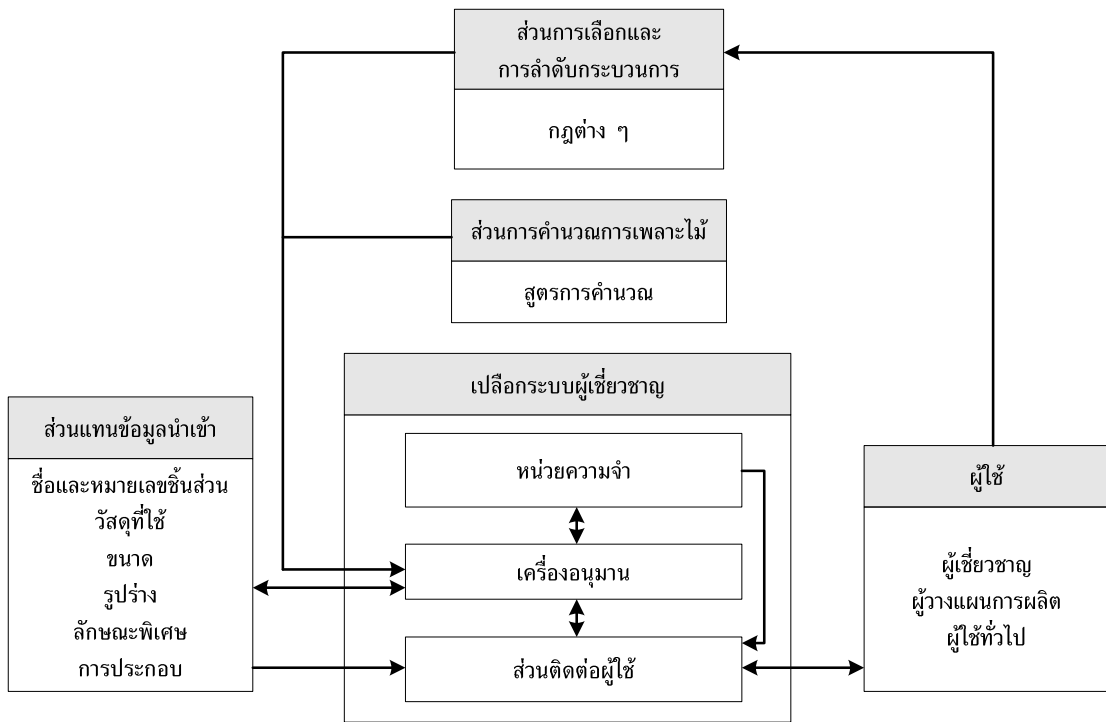 ส่วนการเลือกและ
การลำดับกระบวนการ
กฎต่าง ๆ
ส่วนการคำนวณการเพลาะไม้
สูตรการคำนวณ
เปลือกระบบผู้เชี่ยวชาญ
หน่วยความจำ
เครื่องอนุมาน
ส่วนติดต่อผู้ใช้
ส่วนแทนข้อมูลนำเข้า
ชื่อและหมายเลขชิ้นส่วน
วัสดุที่ใช้
ขนาด
รูปร่าง
ลักษณะพิเศษ
การประกอบ
ผู้ใช้
ผู้เชี่ยวชาญ
ผู้วางแผนการผลิต
ผู้ใช้ทั่วไป